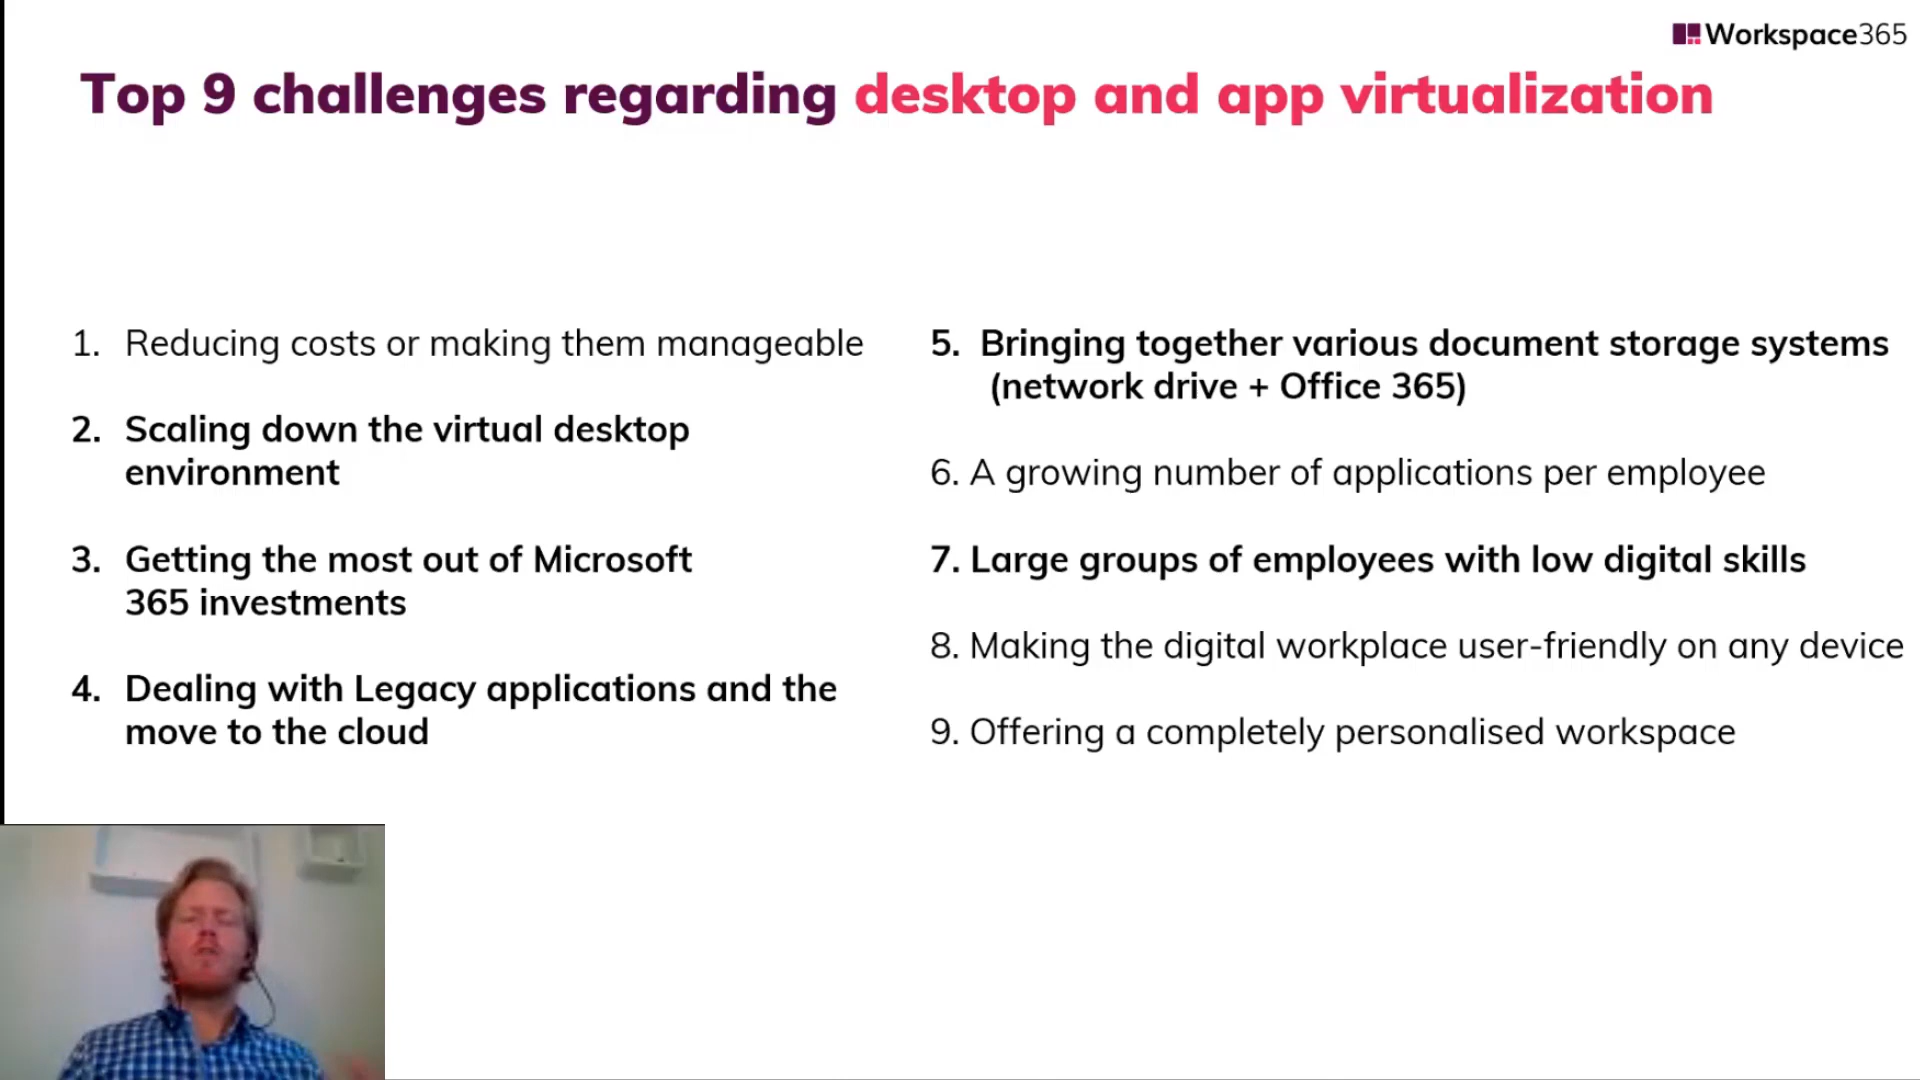 Workspace365
Top 9 challenges regarding desktop and app virtualization
1. Reducing costs or making them manageable
2. Scaling down the virtual desktop
environment
3. Getting the most out of Microsoft
365 investments
4. Dealing with Legacy applications and the
move to the cloud
5. Bringing together various document storage systems
(network drive + Office 365)
6. A growing number of applications per employee
7. Large groups of employees with low digital skills
8. Making the digital workplace user-friendly on any device
9. Offering a completely personalised workspace